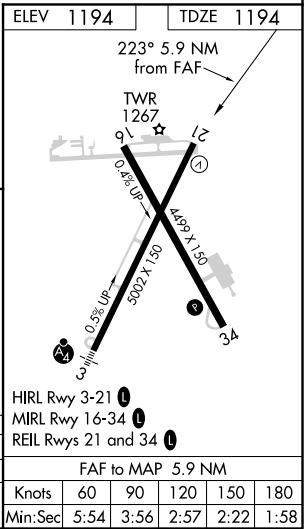 ELEV 1194
TDZE 1194
223° 5.9 NM
from FAF
TWR
1267
16
21
V
0.4% UP
4499 X 150
5002 X 150
0.5% UP
P
34
A4
3
HIRL Rwy 3-21 L
MIRL Rwy 16-34 L
REIL Rwys 21 and 34 L
FAF to MAP 5.9 NM
Knots 60 90 120 150 180
Min:Sec 5:54 3:56 2:57 2:22 1:58